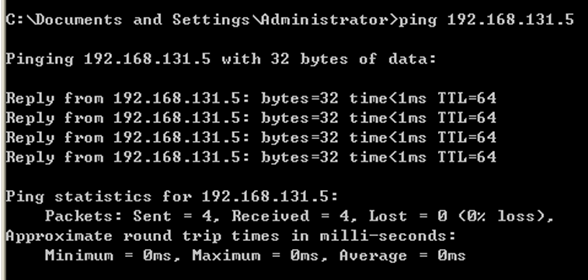 C:\Documents and Settings\Administrator>ping 192.168.131.5
Pinging 192.168.131.5 with 32 bytes of data:
Reply from 192.168.131.5: bytes=32 time<1ms TTL=64
Reply from 192.168.131.5: bytes=32 time<1ms TTL=64
Reply from 192.168.131.5: bytes=32 time<1ms TTL=64
Reply from 192.168.131.5: bytes=32 time<1ms TTL=64
Ping statistics for 192.168.131.5:
Packets: Sent = 4, Received = 4, Lost = 0 (0% loss),
Approximate round trip times in milli-seconds:
Minimum = 0ms, Maximum = 0ms, Average = 0ms